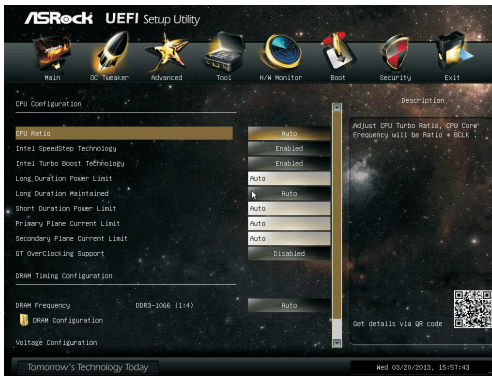 ASRock UEFI Setup Utility
Main OC Tweaker Advanced Tool H/W Monitor Boot Security Exit
CPU Configuration
Description
CPU Ratio Auto
Adjust CPU Turbo Ratio, CPU Core Frequency will be Ratio * BCLK .
Intel SpeedStep Technology Enabled
Intel Turbo Boost Technology Enabled
Long Duration Power Limit Auto
Long Duration Maintained Auto
Short Duration Power Limit Auto
Primary Plane Current Limit Auto
Secondary Plane Current Limit Auto
GT OverClocking Support Disabled
DRAM Timing Configuration
DRAM Frequency DDR3-1066 (1:4) Auto
DRAM Configuration
Get details via QR code
Voltage Configuration
Tomorrow's Technology Today
Wed 03/20/2013, 15:57:43